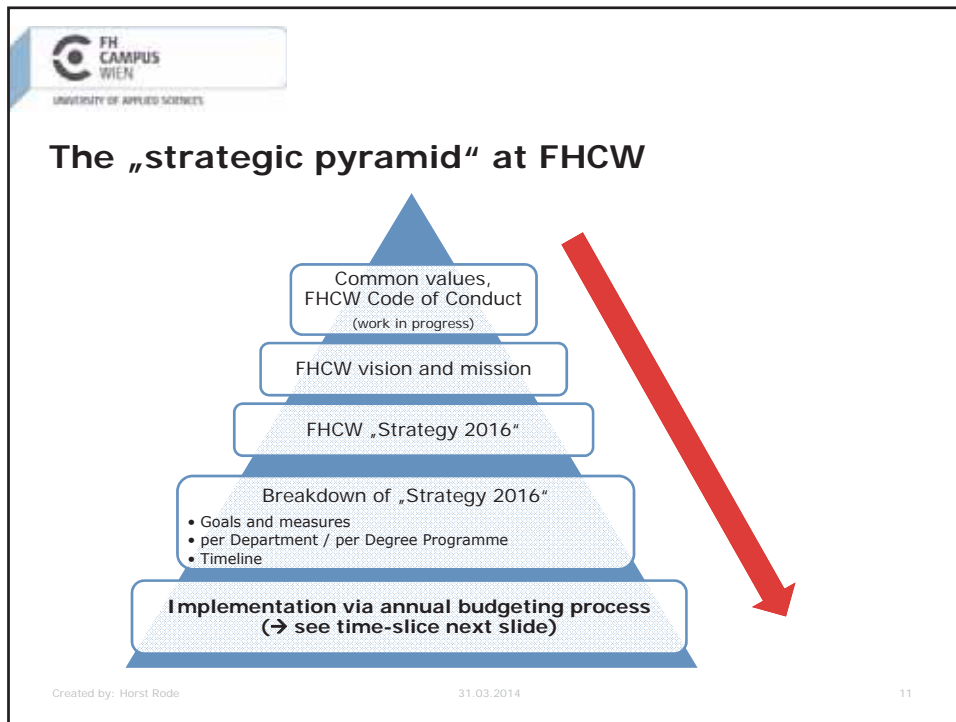 FH
CAMPUS
WIEN
UNIVERSITY OF APPLIED SCIENCES
The „strategic pyramid“ at FHCW
Common values,
FHCW Code of Conduct
(work in progress)
FHCW vision and mission
FHCW „Strategy 2016“
Breakdown of „Strategy 2016“
• Goals and measures
• per Department / per Degree Programme
• Timeline
Implementation via annual budgeting process
(→ see time-slice next slide)
Created by: Horst Rode
31.03.2014
11